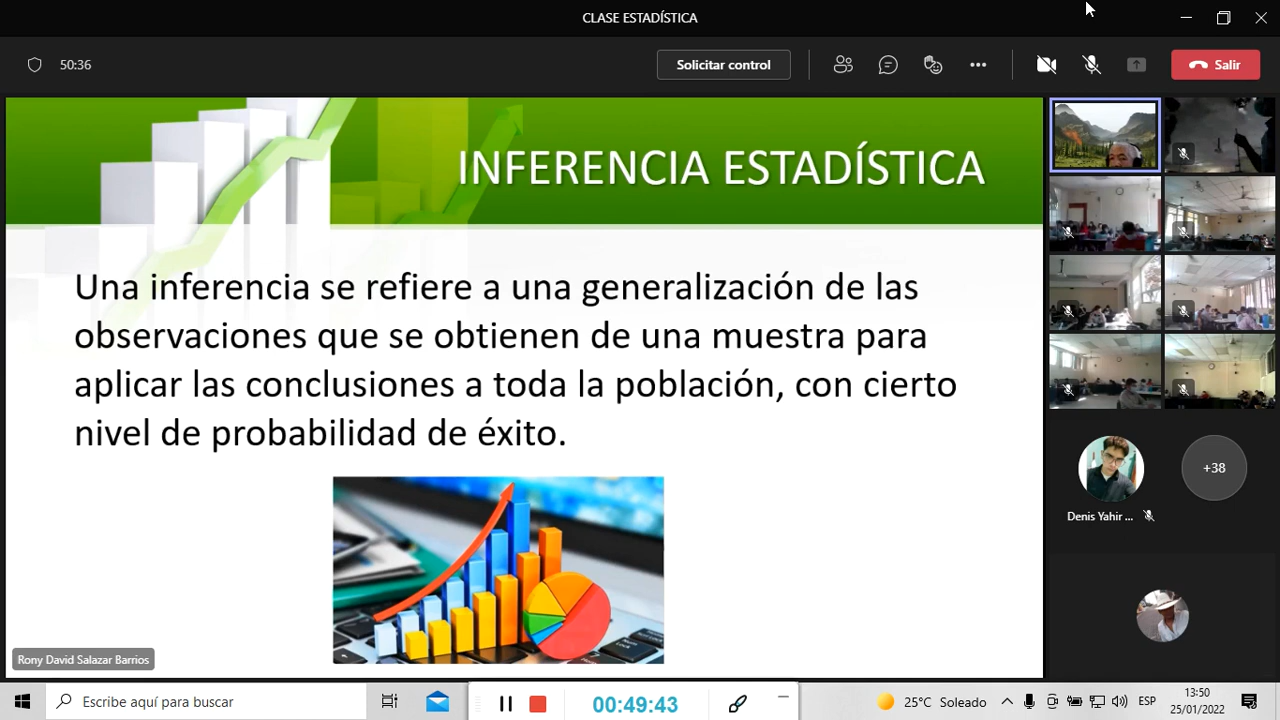 CLASE ESTADÍSTICA
50:36
Solicitar control
Salir
INFERENCIA ESTADÍSTICA
Una inferencia se refiere a una generalización de las
observaciones que se obtienen de una muestra para
aplicar las conclusiones a toda la población, con cierto
nivel de probabilidad de éxito.
+38
Denis Yahir ...
Rony David Salazar Barrios
Escribe aquí para buscar
00:49:43
25°C Soleado
ESP
13:50
25/01/2022